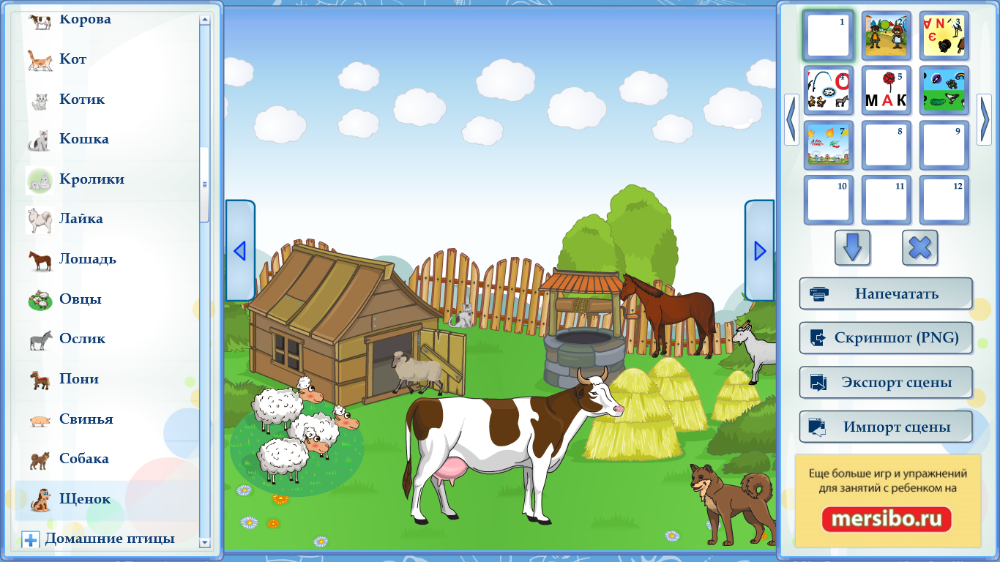 Корова
Кот
Котик
Кошка
Кролики
Лайка
Лошадь
Овцы
Ослик
Пони
Свинья
Собака
Щенок
Домашние птицы
1
2
3
А N
Є
4
О
5
МАК
7
8
9
10
11
12
Напечатать
Скриншот (PNG)
Экспорт сцены
Импорт сцены
Еще больше игр и упражнений
для занятий с ребенком на
mersibo.ru